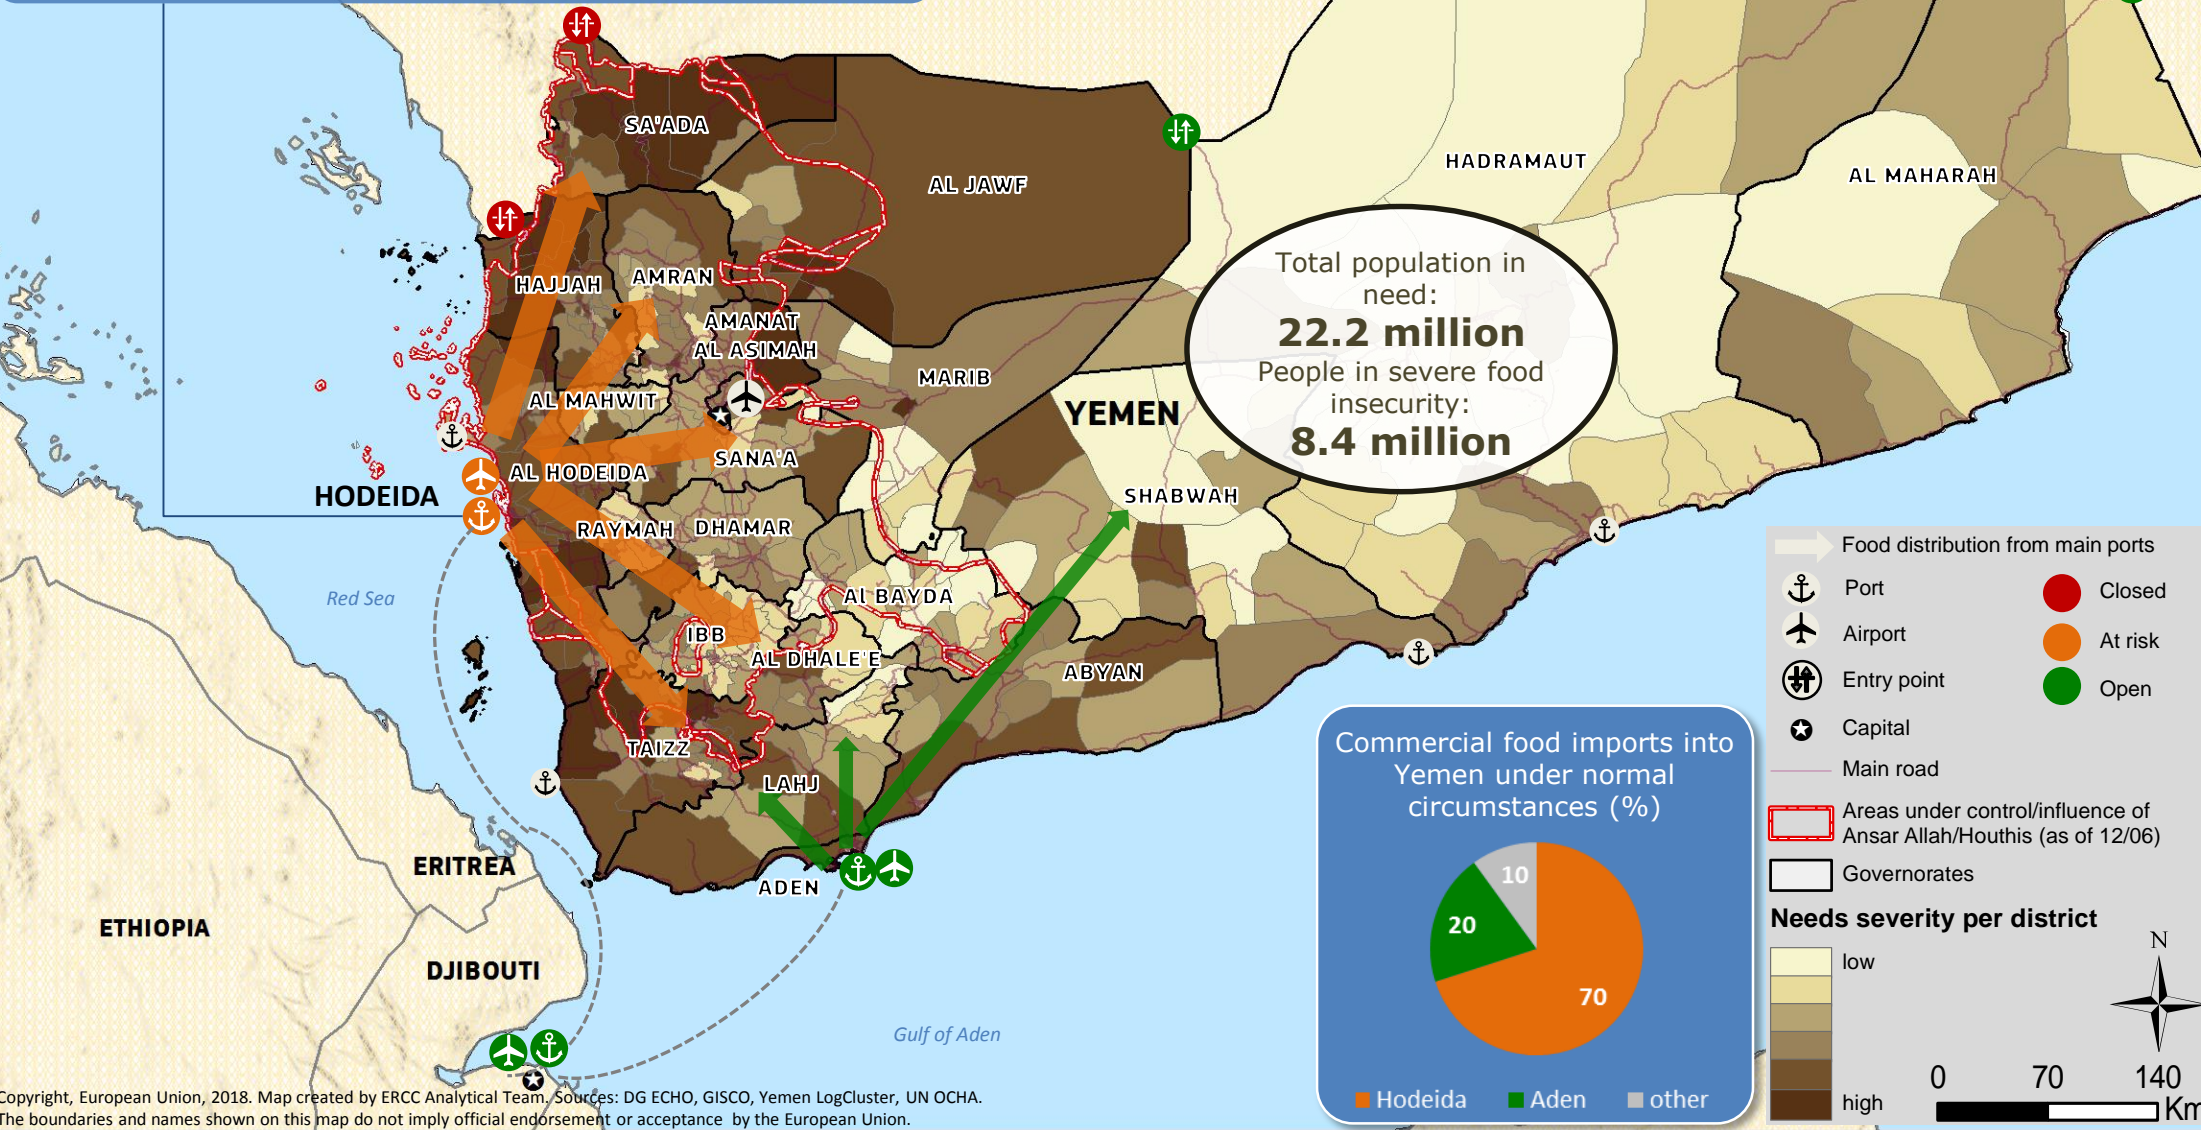 SA'ADA
AL JAWF
HADRAMAUT
AL MAHARAH
HAJJAH
AMRAN
AMANAT
AL ASIMAH
MARIB
AL MAHWIT
YEMEN
Total population in
need:
22.2 million
People in severe food
insecurity:
8.4 million
SANA'A
AL HODEIDA
HODEIDA
SHABWAH
RAYMAH
DHAMAR
Red Sea
Al BAYDA
IBB
AL DHALE'E
ABYAN
TAIZZ
LAHJ
ADEN
ERITREA
ETHIOPIA
DJIBOUTI
Gulf of Aden
Commercial food imports into
Yemen under normal
circumstances (%)
10
20
70
Hodeida Aden other
Food distribution from main ports
Port
Closed
Airport
At risk
Entry point
Open
Capital
Main road
Areas under control/influence of
Ansar Allah/Houthis (as of 12/06)
Governorates
Needs severity per district
low
high
N
0 70 140
Km
Copyright, European Union, 2018. Map created by ERCC Analytical Team. Sources: DG ECHO, GISCO, Yemen LogCluster, UN OCHA.
The boundaries and names shown on this map do not imply official endorsement or acceptance by the European Union.